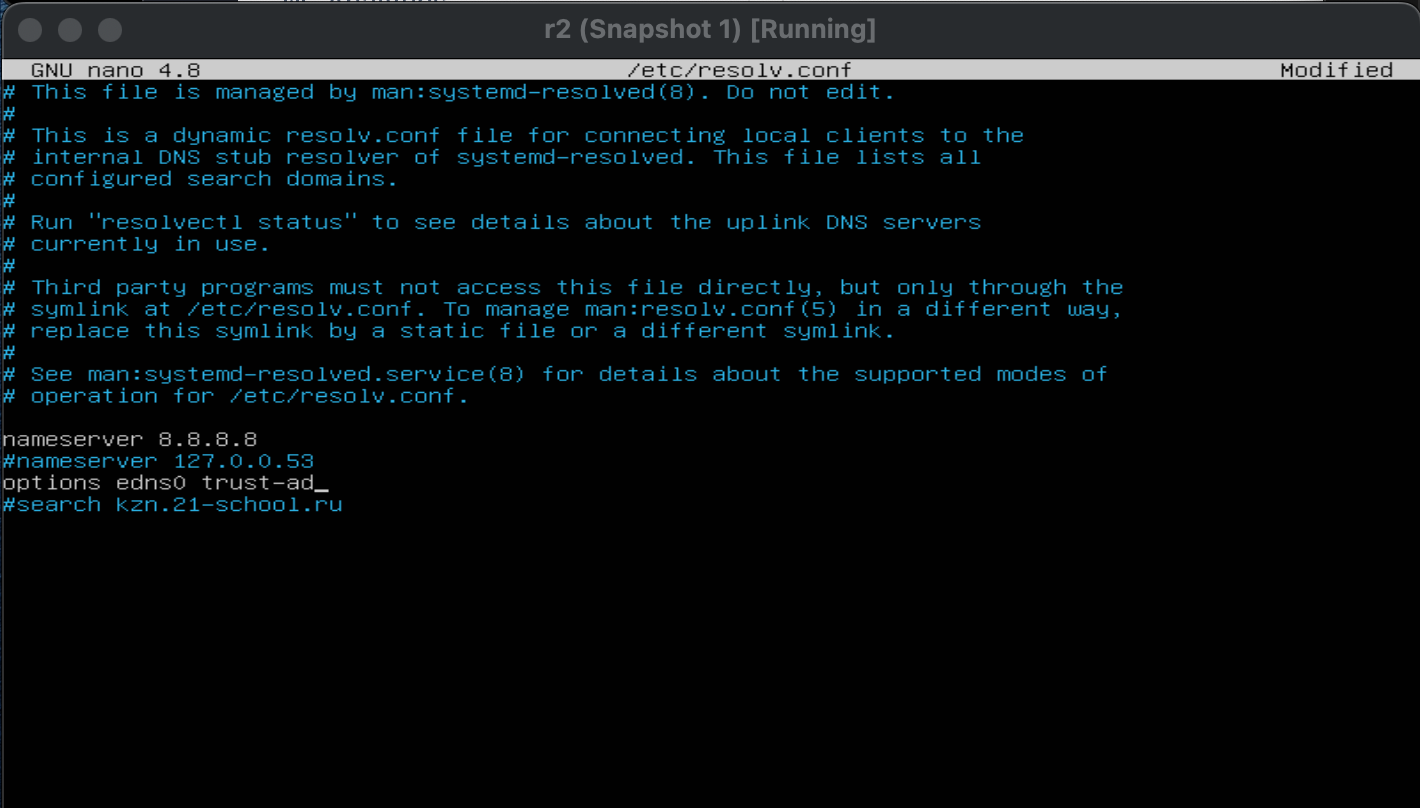 r2 (Snapshot 1) [Running]
GNU nano 4.8 /etc/resolv.conf Modified
# This file is managed by man:systemd-resolved(8). Do not edit.
#
# This is a dynamic resolv.conf file for connecting local clients to the
# internal DNS stub resolver of systemd-resolved. This file lists all
# configured search domains.
#
# Run "resolvectl status" to see details about the uplink DNS servers
# currently in use.
#
# Third party programs must not access this file directly, but only through the
# symlink at /etc/resolv.conf. To manage man:resolv.conf(5) in a different way,
# replace this symlink by a static file or a different symlink.
#
# See man:systemd-resolved.service(8) for details about the supported modes of
# operation for /etc/resolv.conf.
nameserver 8.8.8.8
#nameserver 127.0.0.53
options edns0 trust-ad
#search kzn.21-school.ru